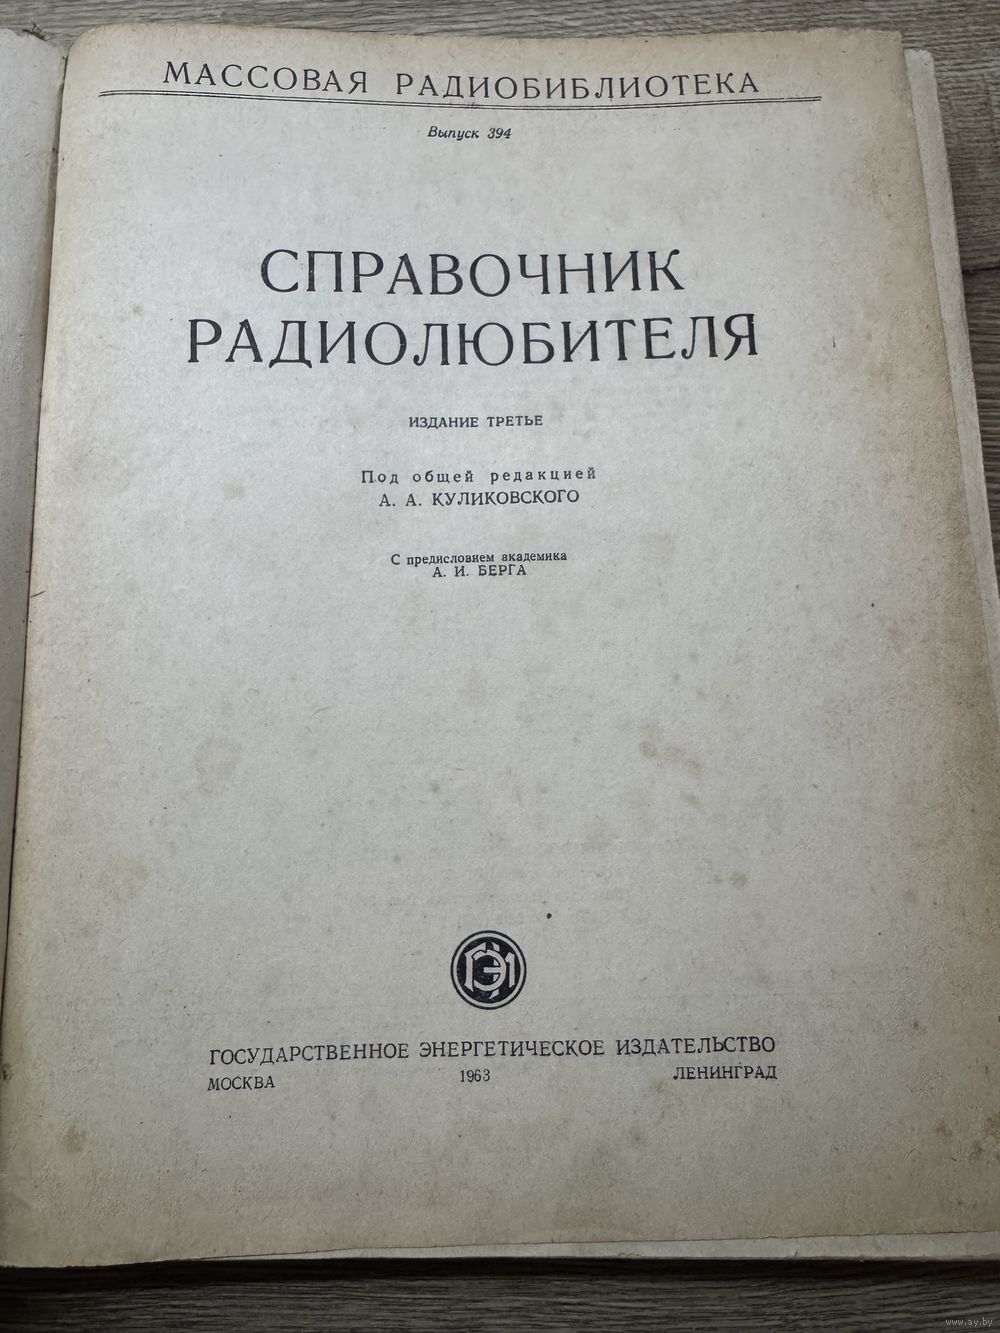 МАССОВАЯ РАДИОБИБЛИОТЕКА
Выпуск 394
СПРАВОЧНИК
РАДИОЛЮБИТЕЛЯ
ИЗДАНИЕ ТРЕТЬЕ
Под общей редакцией
А. А. КУЛИКОВСКОГО
С предисловием академика
А. И. БЕРГА
ГЭИ
ГОСУДАРСТВЕННОЕ ЭНЕРГЕТИЧЕСКОЕ ИЗДАТЕЛЬСТВО
МОСКВА 1963 ЛЕНИНГРАД
www.ay.by